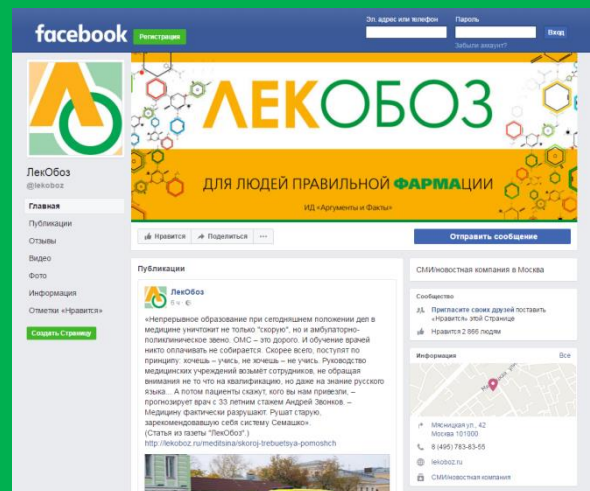 facebook
Регистрация
Эл. адрес или телефон
Пароль
Вход
Забыли аккаунт?
ЛЕКОБОЗ
ДЛЯ ЛЮДЕЙ ПРАВИЛЬНОЙ ФАРМАЦИИ
ИД «Аргументы и Факты»
ЛекОбоз
@lekoboz
Главная
Публикации
Отзывы
Видео
Фото
Информация
Отметки «Нравится»
Создать Страницу
Нравится
Поделиться
Отправить сообщение
Публикации
ЛекОбоз
«Непрерывное образование при сегодняшнем положении дел в
медицине уничтожит не только "скорую", но и амбулаторно-
поликлиническое звено. ОМС – это дорого. И обучение врачей
никто оплачивать не собирается. Скорее всего, поступят по
принципу: хочешь – учись, не хочешь – не учись. Руководство
медицинских учреждений возьмёт сотрудников, не обращая
внимания не то что на квалификацию, но даже на знание русского
языка... А потом пациенты скажут, кого вы нам привезли, –
прогнозирует врач с 33 летним стажем Андрей Звонков. –
Медицину фактически разрушают. Рушат старую,
зарекомендовавшую себя систему Семашко».
(Статья из газеты "ЛекОбоз".)
http://lekoboz.ru/meditsina/skoroj-trebuetsya-pomoshch
СМИ/новостная компания в Москва
Сообщество
Пригласите своих друзей поставить
«Нравится» этой Странице
Нравится 2 866 людям
Информация
Все
Мясницкая ул., 42
Москва 101000
8 (495) 783-83-55
lekoboz.ru
СМИ/новостная компания